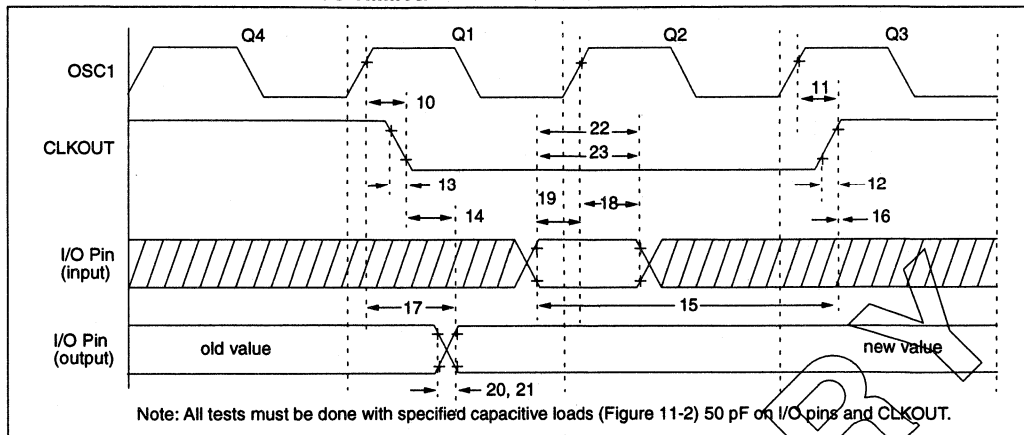 Q4 Q1 Q2 Q3
OSC1
10
11
22
CLKOUT
23
13
12
19
18
14
16
I/O Pin
(input)
17
15
I/O Pin
(output)
old value
new value
20, 21
Note: All tests must be done with specified capacitive loads (Figure 11-2) 50 pF on I/O pins and CLKOUT.